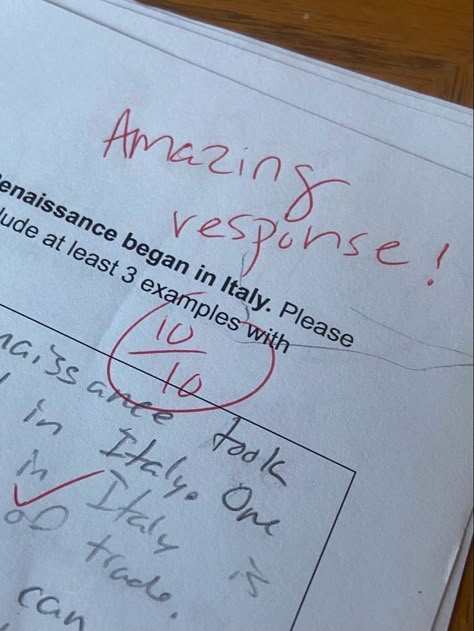 Amazing
response!
enaissance began in Italy. Please
lude at least 3 examples with
10
10
naissance took
in Italy. One
in Italy is
of trade.
can